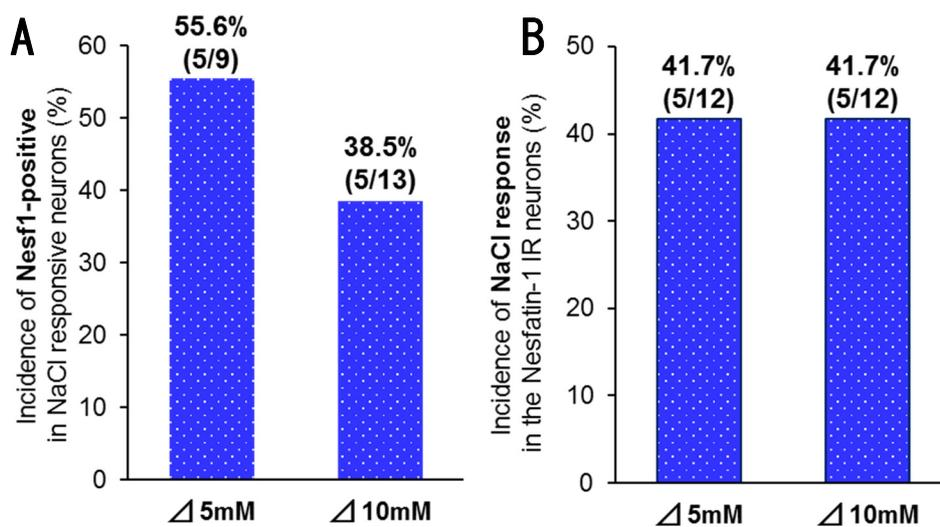 A
Incidence of Nesf1-positive
in NaCl responsive neurons (%)
60
50
40
30
20
10
0
55.6%
(5/9)
38.5%
(5/13)
⊿ 5mM
⊿ 10mM
B
Incidence of NaCl response
in the Nesfatin-1 IR neurons (%)
50
40
30
20
10
0
41.7%
(5/12)
41.7%
(5/12)
⊿ 5mM
⊿ 10mM